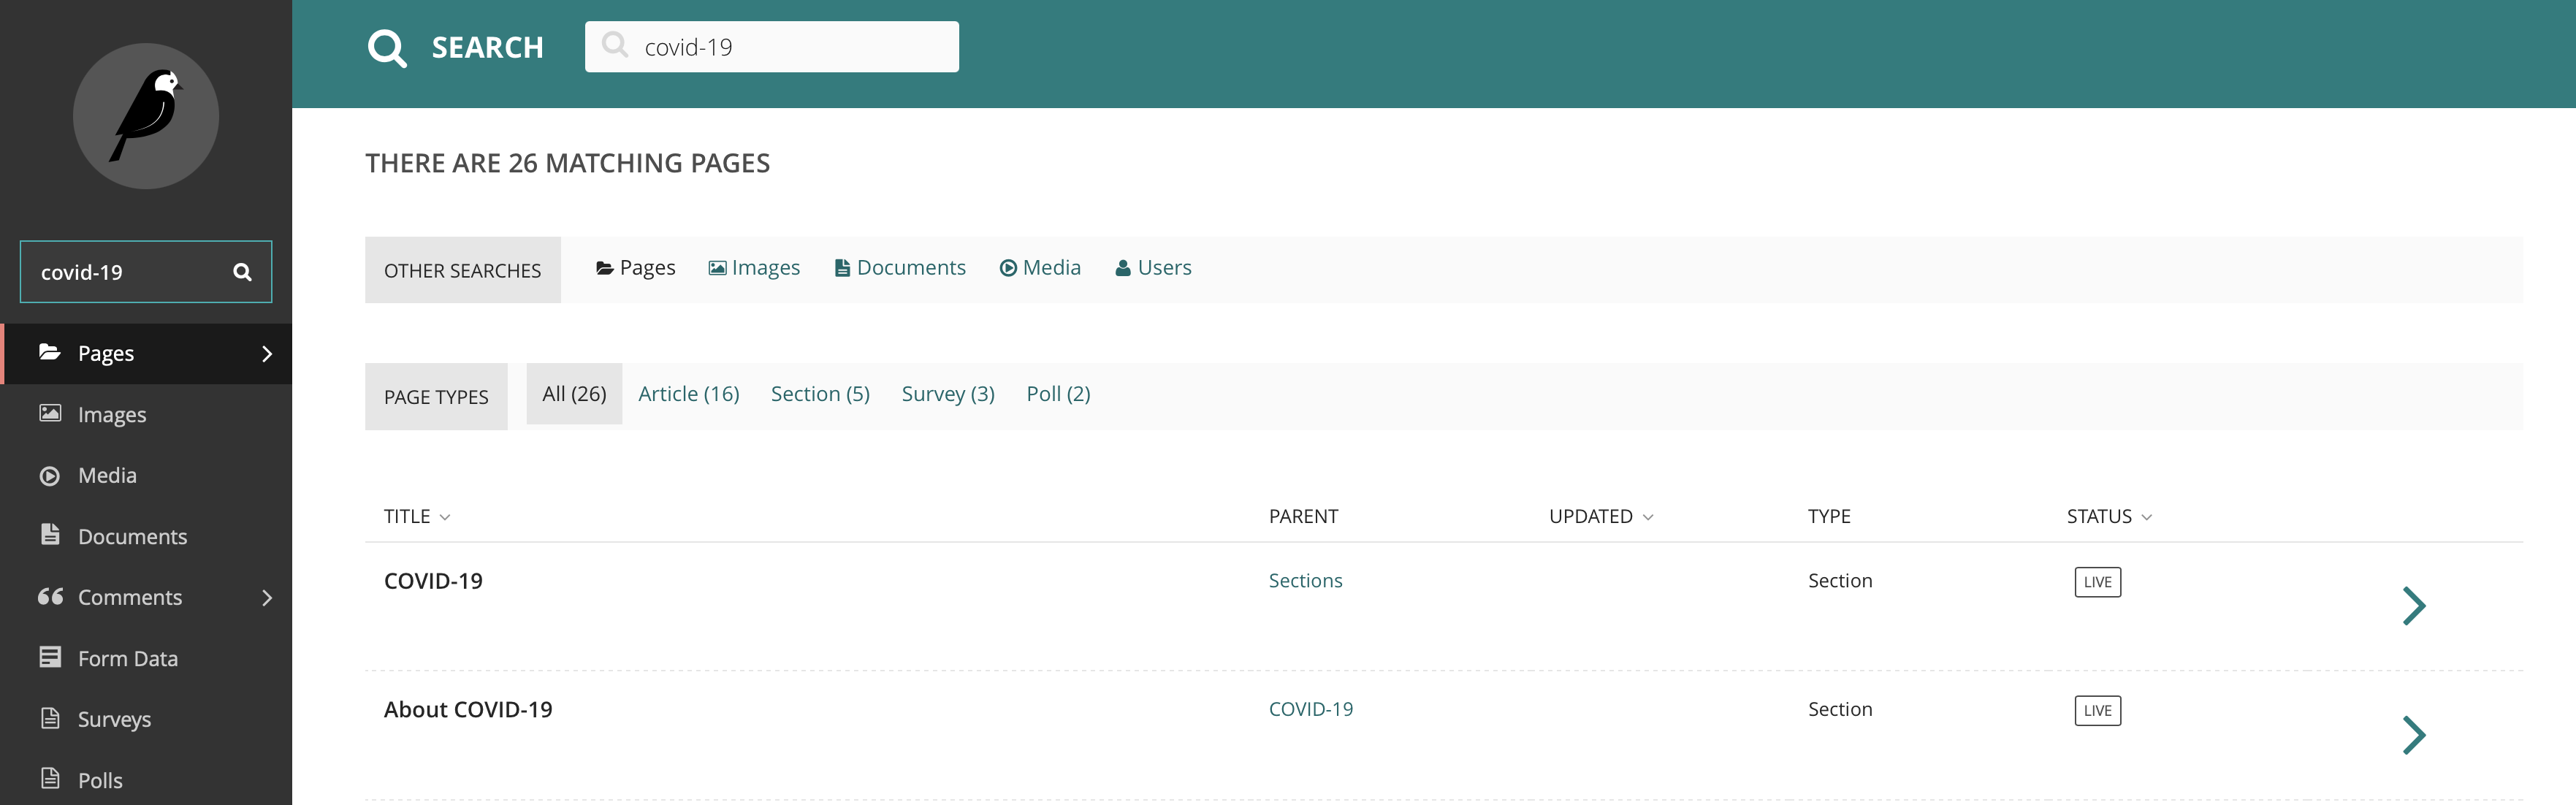 SEARCH
covid-19
covid-19
Pages
Images
Media
Documents
Comments
Form Data
Surveys
Polls
THERE ARE 26 MATCHING PAGES
OTHER SEARCHES Pages Images Documents Media Users
PAGE TYPES All (26) Article (16) Section (5) Survey (3) Poll (2)
TITLE PARENT UPDATED TYPE STATUS
COVID-19 Sections Section LIVE
About COVID-19 COVID-19 Section LIVE